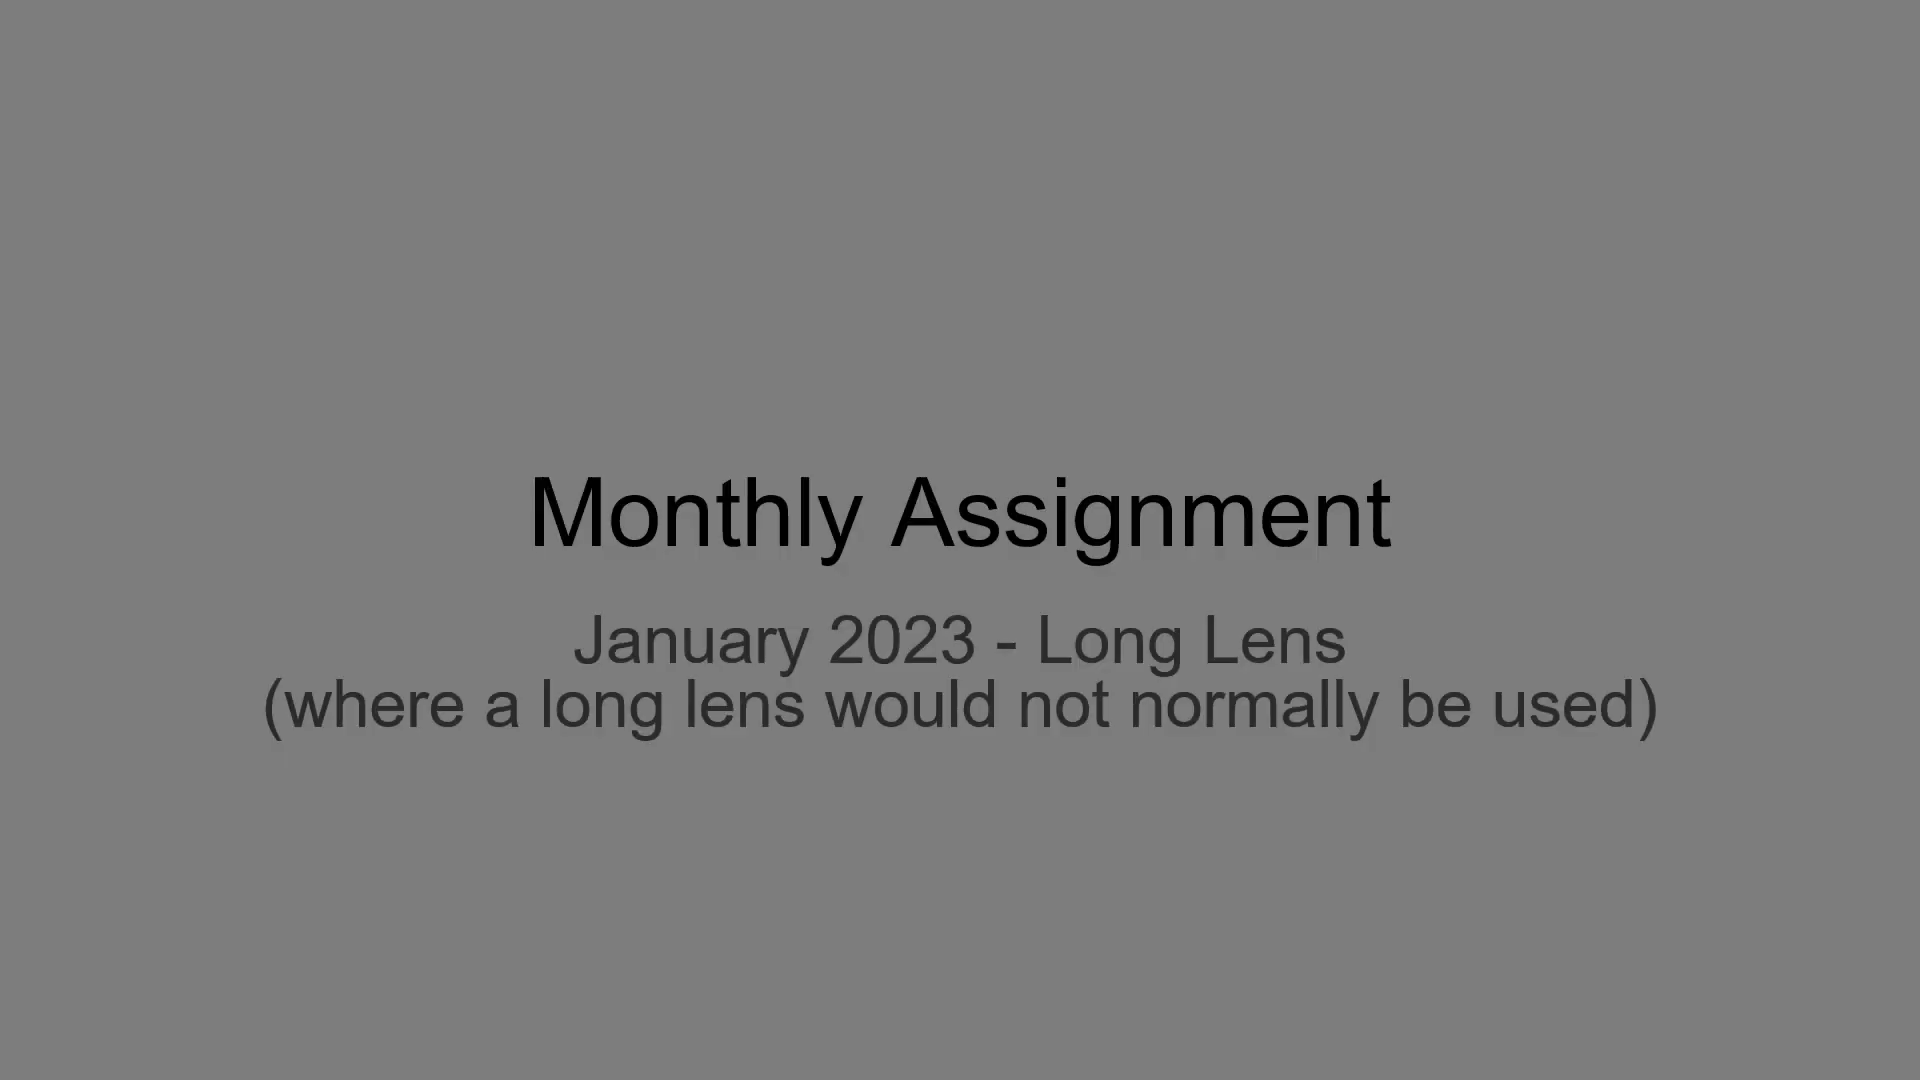 Monthly Assignment
January 2023 - Long Lens
(where a long lens would not normally be used)